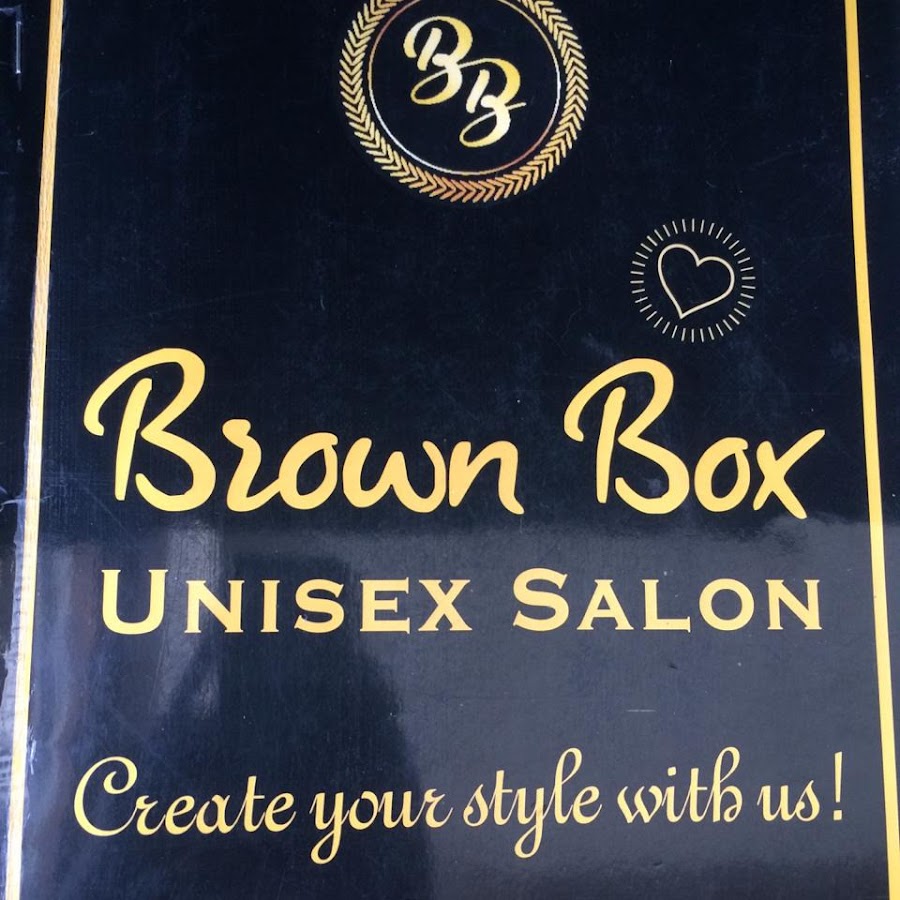 BB
Brown Box
UNISEX SALON
Create your style with us!